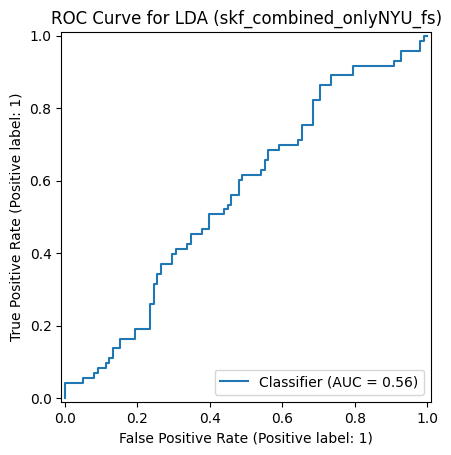 ROC Curve for LDA (skf_combined_onlyNYU_fs)
True Positive Rate (Positive label: 1)
1.0
0.8
0.6
0.4
0.2
0.0
Classifier (AUC = 0.56)
0.0 0.2 0.4 0.6 0.8 1.0
False Positive Rate (Positive label: 1)